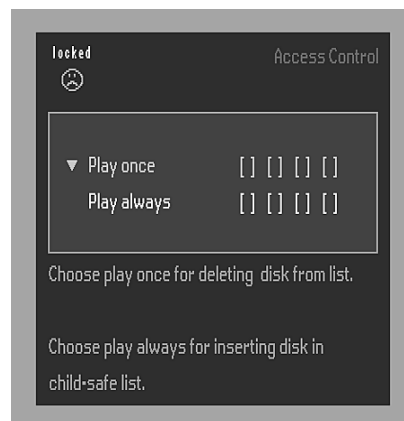 locked
Access Control
▼ Play once [ ] [ ] [ ] [ ]
Play always [ ] [ ] [ ] [ ]
Choose play once for deleting disk from list.
Choose play always for inserting disk in
child-safe list.